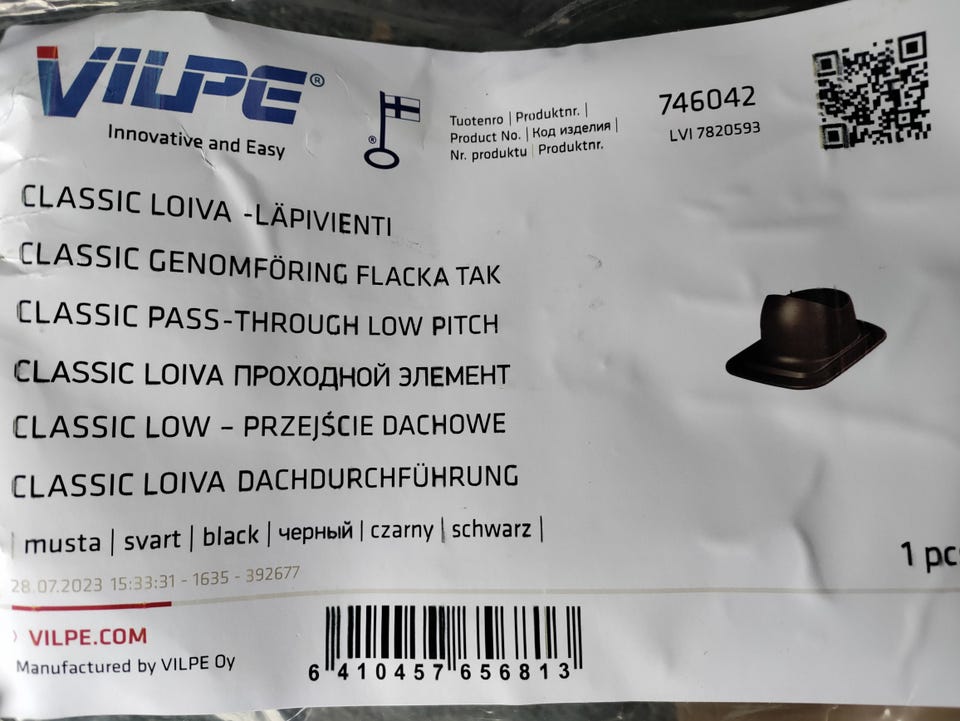 VILPE®
Innovative and Easy
®
Tuotenro | Produktnr. |
Product No. | Код изделия |
Nr. produktu | Produktnr.
746042
LVI 7820593
CLASSIC LOIVA -LÄPIVIENTI
CLASSIC GENOMFÖRING FLACKA TAK
CLASSIC PASS-THROUGH LOW PITCH
CLASSIC LOIVA ПРОХОДНОЙ ЭЛЕМЕНТ
CLASSIC LOW – PRZEJŚCIE DACHOWE
CLASSIC LOIVA DACHDURCHFÜHRUNG
| musta | svart | black | черный | czarny | schwarz |
1 pc
28.07.2023 15:33:31 - 1635 - 392677
VILPE.COM
Manufactured by VILPE Oy
6 410457 656813